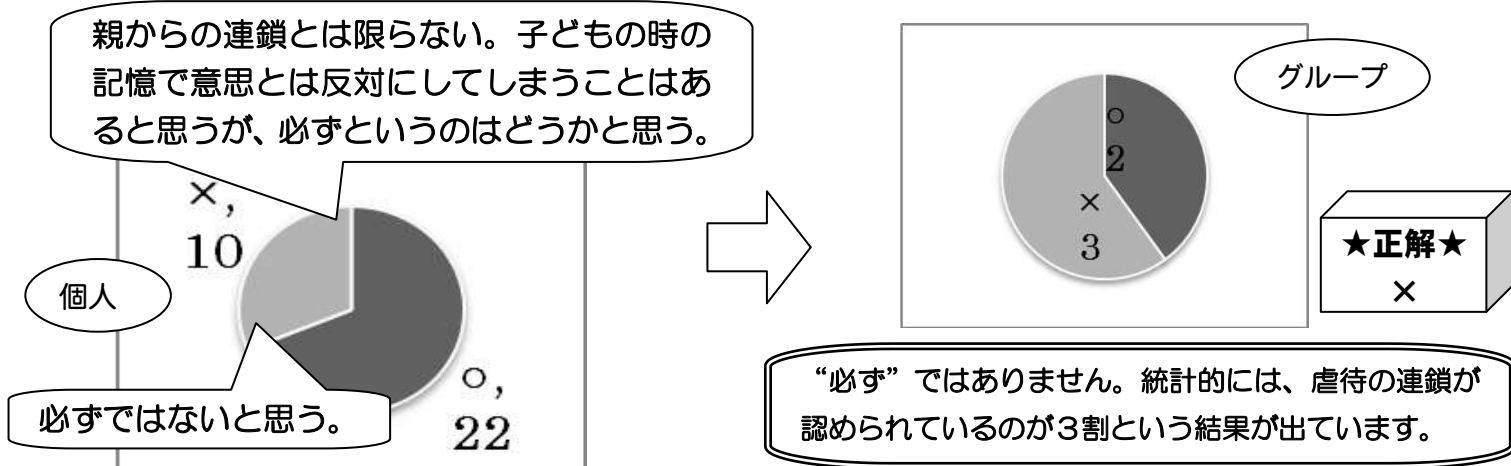 親からの連鎖とは限らない。子どもの時の
記憶で意思とは反対にしてしまうことはあ
ると思うが、必ずというのはどうかと思う。
×,
10
個人
○,
22
必ずではないと思う。
グループ
○
2
×
3
★正解★
×
“必ず”ではありません。統計的には、虐待の連鎖が
認められているのが３割という結果が出ています。